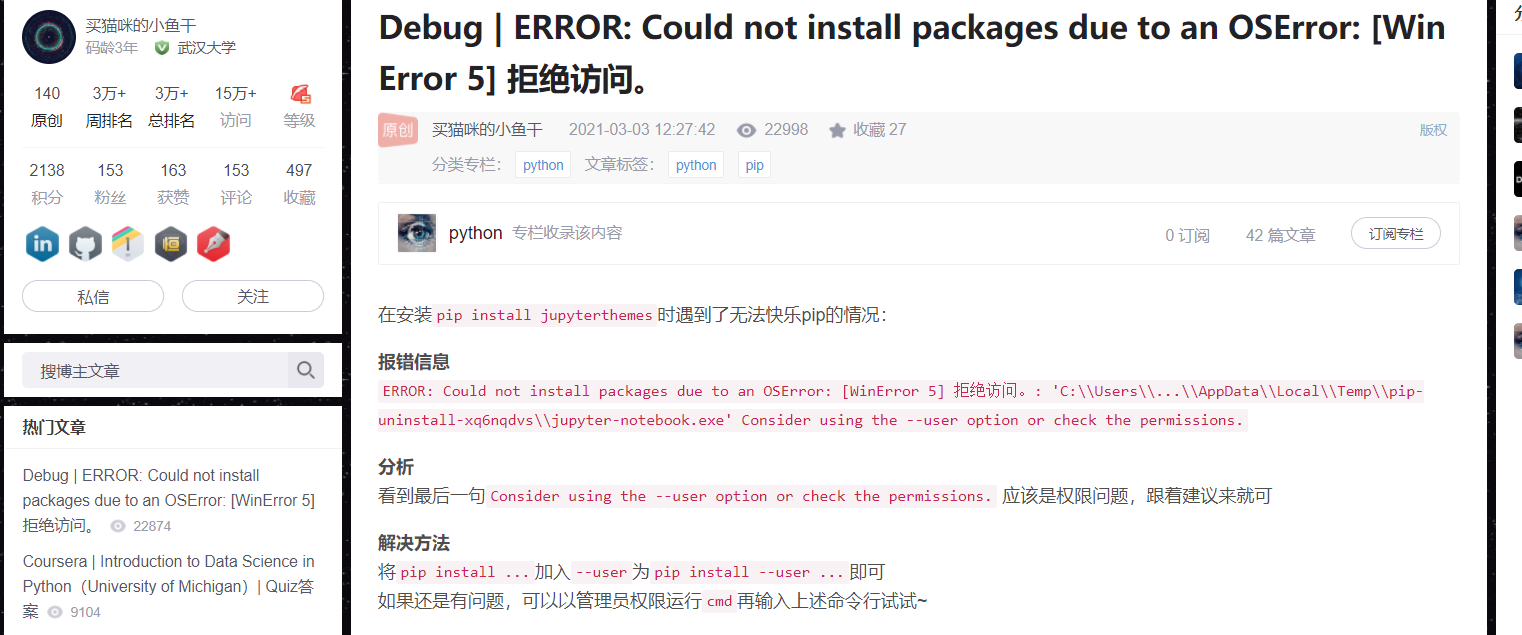 买猫咪的小鱼干
码龄3年 武汉大学
140 3万+ 3万+ 15万+
原创 周排名 总排名 访问 等级
2138 153 163 153 497
积分 粉丝 获赞 评论 收藏
in
私信 关注
搜博主文章
热门文章
Debug | ERROR: Could not install
packages due to an OSError: [WinError 5]
拒绝访问。 22874
Coursera | Introduction to Data Science in
Python（University of Michigan）| Quiz答
案 9104
Debug | ERROR: Could not install packages due to an OSError: [Win
Error 5] 拒绝访问。
原创 买猫咪的小鱼干 2021-03-03 12:27:42 22998 收藏 27 版权
分类专栏： python 文章标签： python pip
python 专栏收录该内容 0 订阅 42 篇文章 订阅专栏
在安装 pip install jupyterthemes 时遇到了无法快乐pip的情况：
报错信息
ERROR: Could not install packages due to an OSError: [WinError 5] 拒绝访问。: 'C:\\Users\\...\\AppData\\Local\\Temp\\pip-
uninstall-xq6nqdvs\\jupyter-notebook.exe' Consider using the --user option or check the permissions.
分析
看到最后一句 Consider using the --user option or check the permissions. 应该是权限问题，跟着建议来就可
解决方法
将 pip install ... 加入 --user 为 pip install --user ... 即可
如果还是有问题，可以以管理员权限运行 cmd 再输入上述命令行试试~